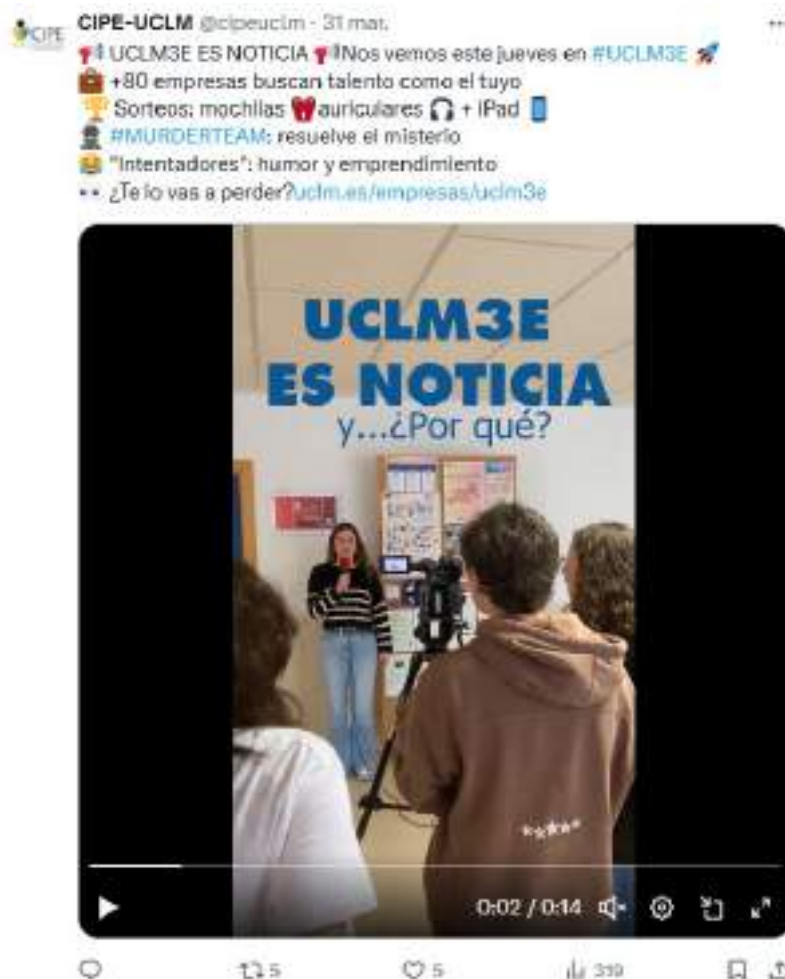 CIPE
CIPE-UCLM @cipeuclm · 31 mar.
UCLM3E ES NOTICIA Nos vemos este jueves en #UCLM3E
+80 empresas buscan talento como el tuyo
Sorteos: mochilas auriculares + iPad
#MURDERTEAM: resuelve el misterio
"Intentadores": humor y emprendimiento
¿Te lo vas a perder?uclm.es/empresas/uclm3e
UCLM3E
ES NOTICIA
y...¿Por qué?
0:02 / 0:14
5 5 319